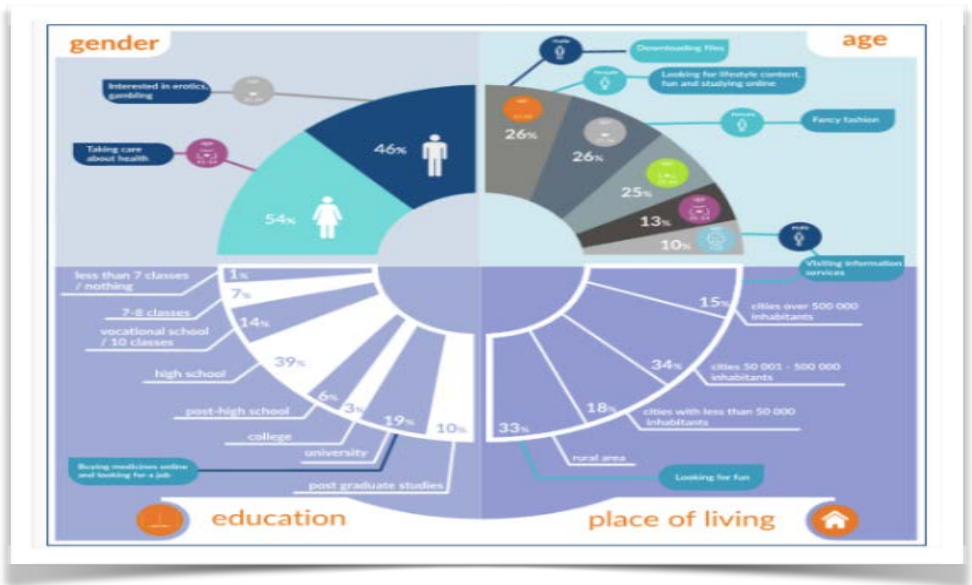 gender
Interested in erotics,
gambling
Taking care
about health
46%
54%
age
Downloading files
Looking for lifestyle content,
fun and studying online
Fancy fashion
26%
26%
25%
13%
10%
Visiting information
services
less than 7 classes
/ nothing
7-8 classes
vocational school
/ 10 classes
high school
post-high school
college
university
post graduate studies
1%
7%
14%
39%
6%
3%
19%
10%
Buying medicines online
and looking for a job
education
15%
34%
18%
33%
cities over 500 000
inhabitants
cities 50 001 - 500 000
inhabitants
cities with less than 50 000
inhabitants
rural area
Looking for fun
place of living